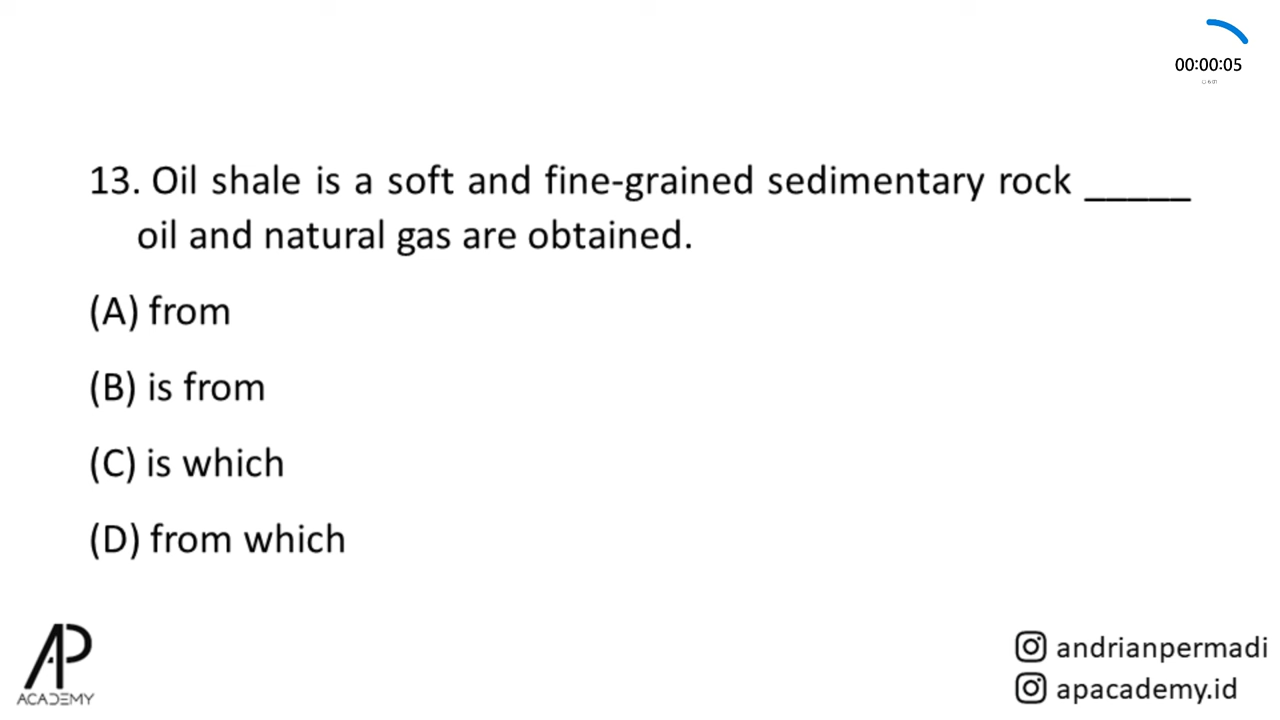 00:00:05
13. Oil shale is a soft and fine-grained sedimentary rock _____
oil and natural gas are obtained.
(A) from
(B) is from
(C) is which
(D) from which
AP
ACADEMY
andrianpermadi
apacademy.id